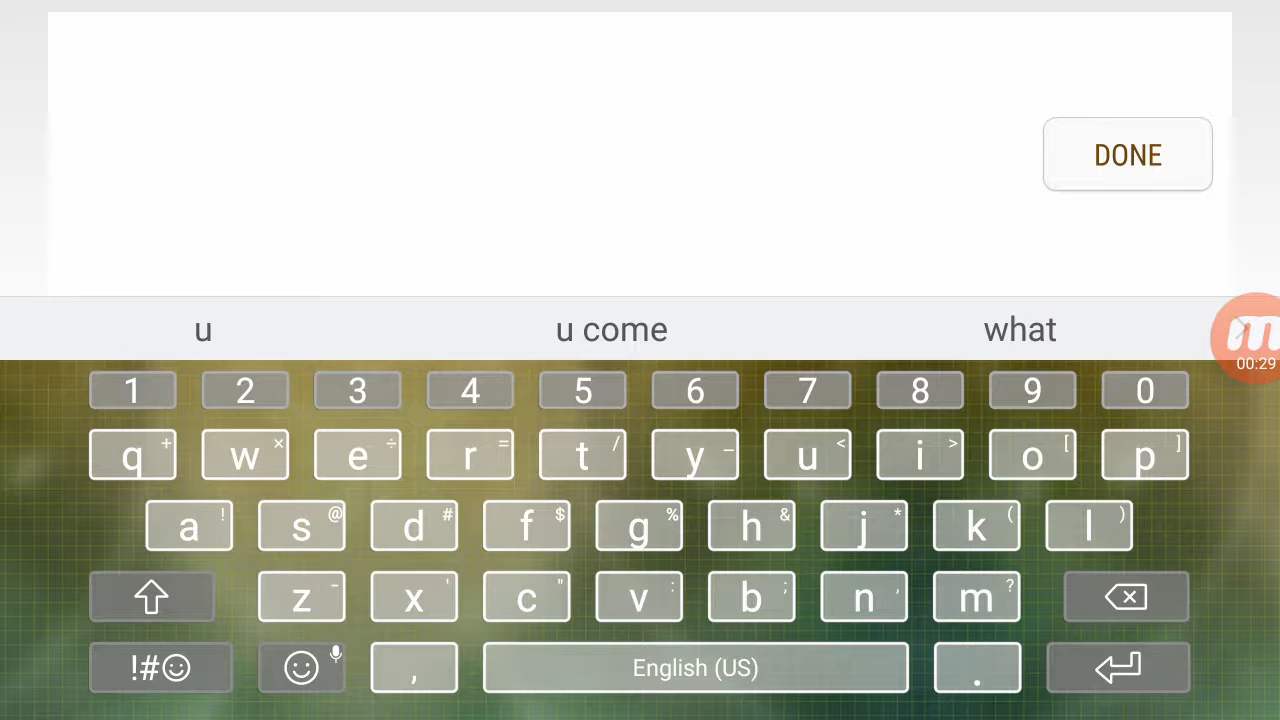 DONE
u u come what
00:29
1 2 3 4 5 6 7 8 9 0
q + w × e ÷ r = t / y _ u < i > o [ p ]
a ! s @ d # f $ g % h & j * k ( l )
z - x ' c " v : b ; n , m ?
!#☺ , English (US) .